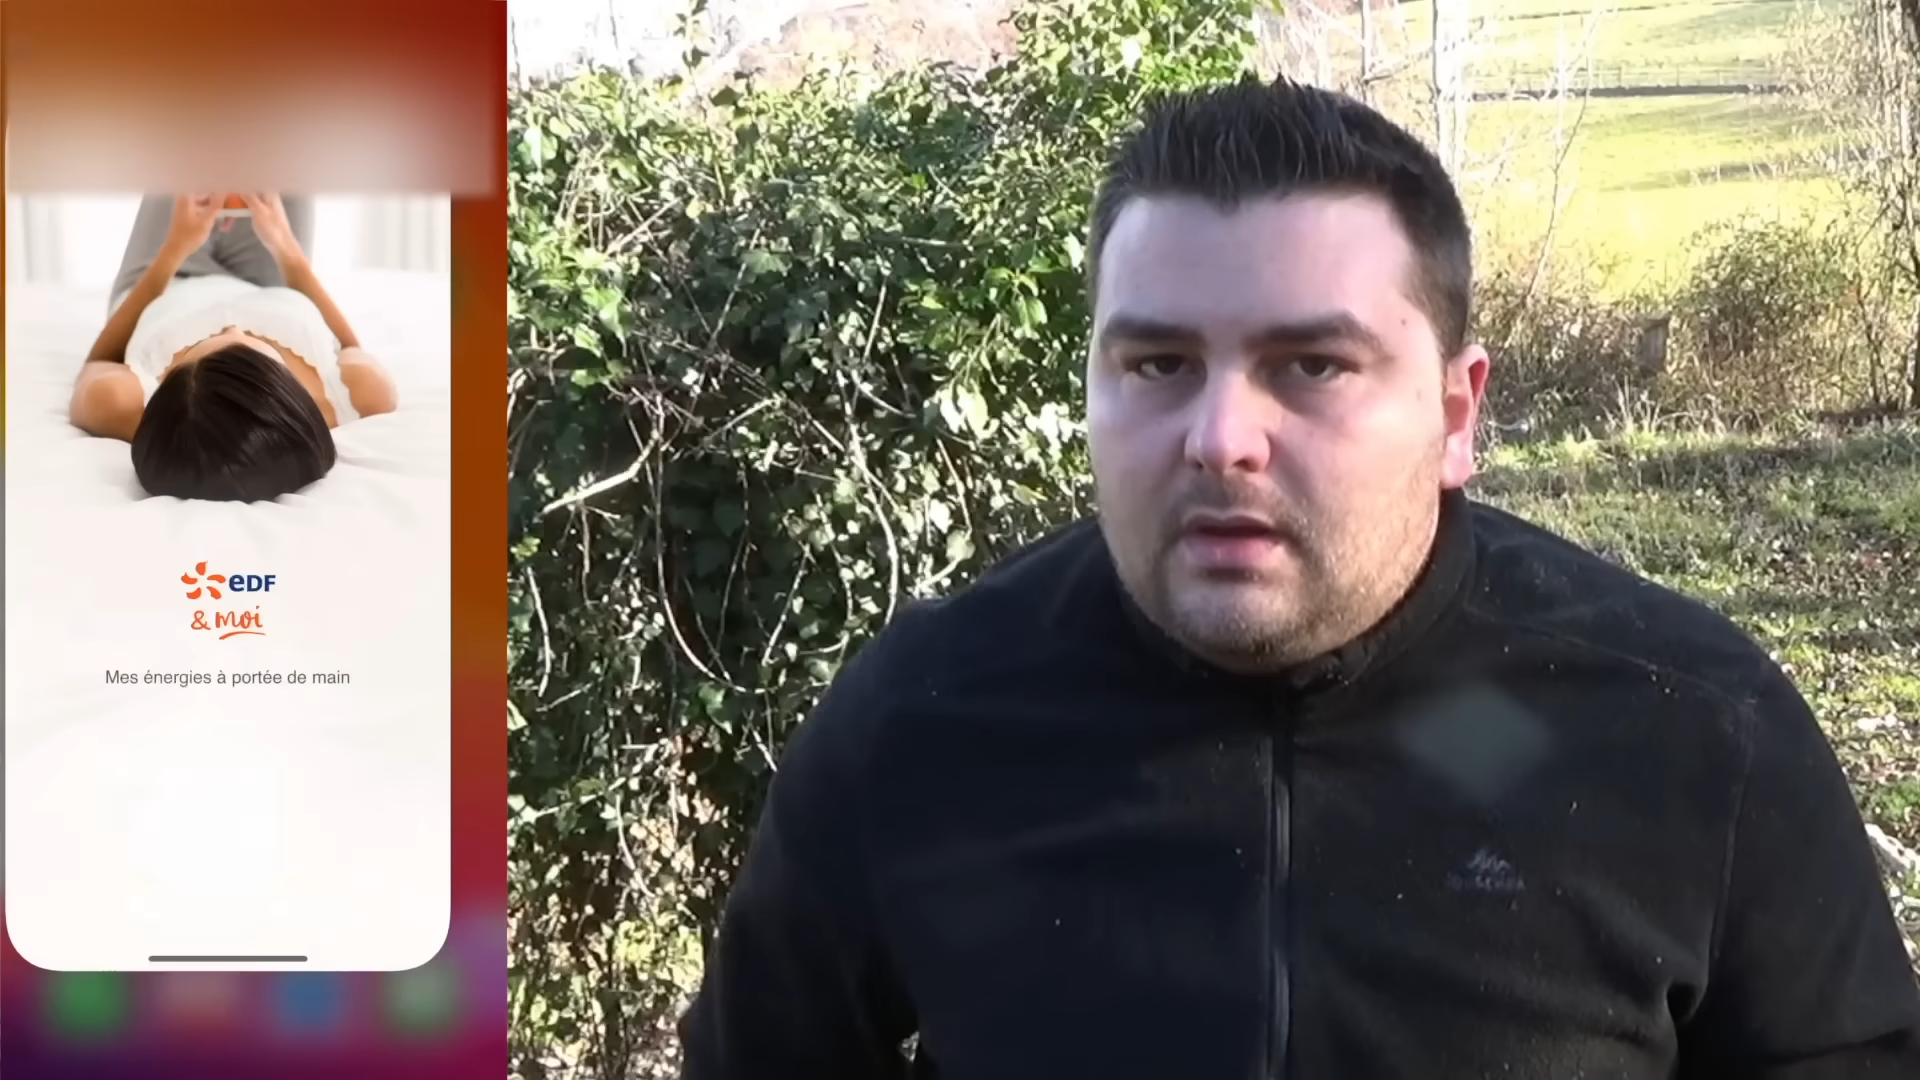 eDF
& moi
Mes énergies à portée de main